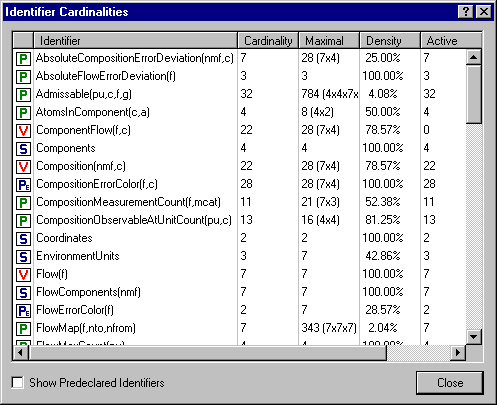 Identifier Cardinalities
Identifier Cardinality Maximal Density Active
P AbsoluteCompositionErrorDeviation(nmf,c) 7 28 (7x4) 25.00% 7
P AbsoluteFlowErrorDeviation(f) 3 3 100.00% 3
P Admissable(pu,c,f,g) 32 784 (4x4x7x 4.08% 32
P AtomsInComponent(c,a) 4 8 (4x2) 50.00% 4
V ComponentFlow(f,c) 22 28 (7x4) 78.57% 0
S Components 4 4 100.00% 4
V Composition(nmf,c) 22 28 (7x4) 78.57% 22
PE CompositionErrorColor(f,c) 28 28 (7x4) 100.00% 28
P CompositionMeasurementCount(f,mcat) 11 21 (7x3) 52.38% 11
P CompositionObservableAtUnitCount(pu,c) 13 16 (4x4) 81.25% 13
S Coordinates 2 2 100.00% 2
S EnvironmentUnits 3 7 42.86% 3
V Flow(f) 7 7 100.00% 7
S FlowComponents(nmf) 7 7 100.00% 7
PE FlowErrorColor(f) 2 7 28.57% 2
P FlowMap(f,nto,nfrom) 7 343 (7x7x7) 2.04% 7
P FlowMaxCount(pu) 4 4 100.00% 4
Show Predeclared Identifiers
Close